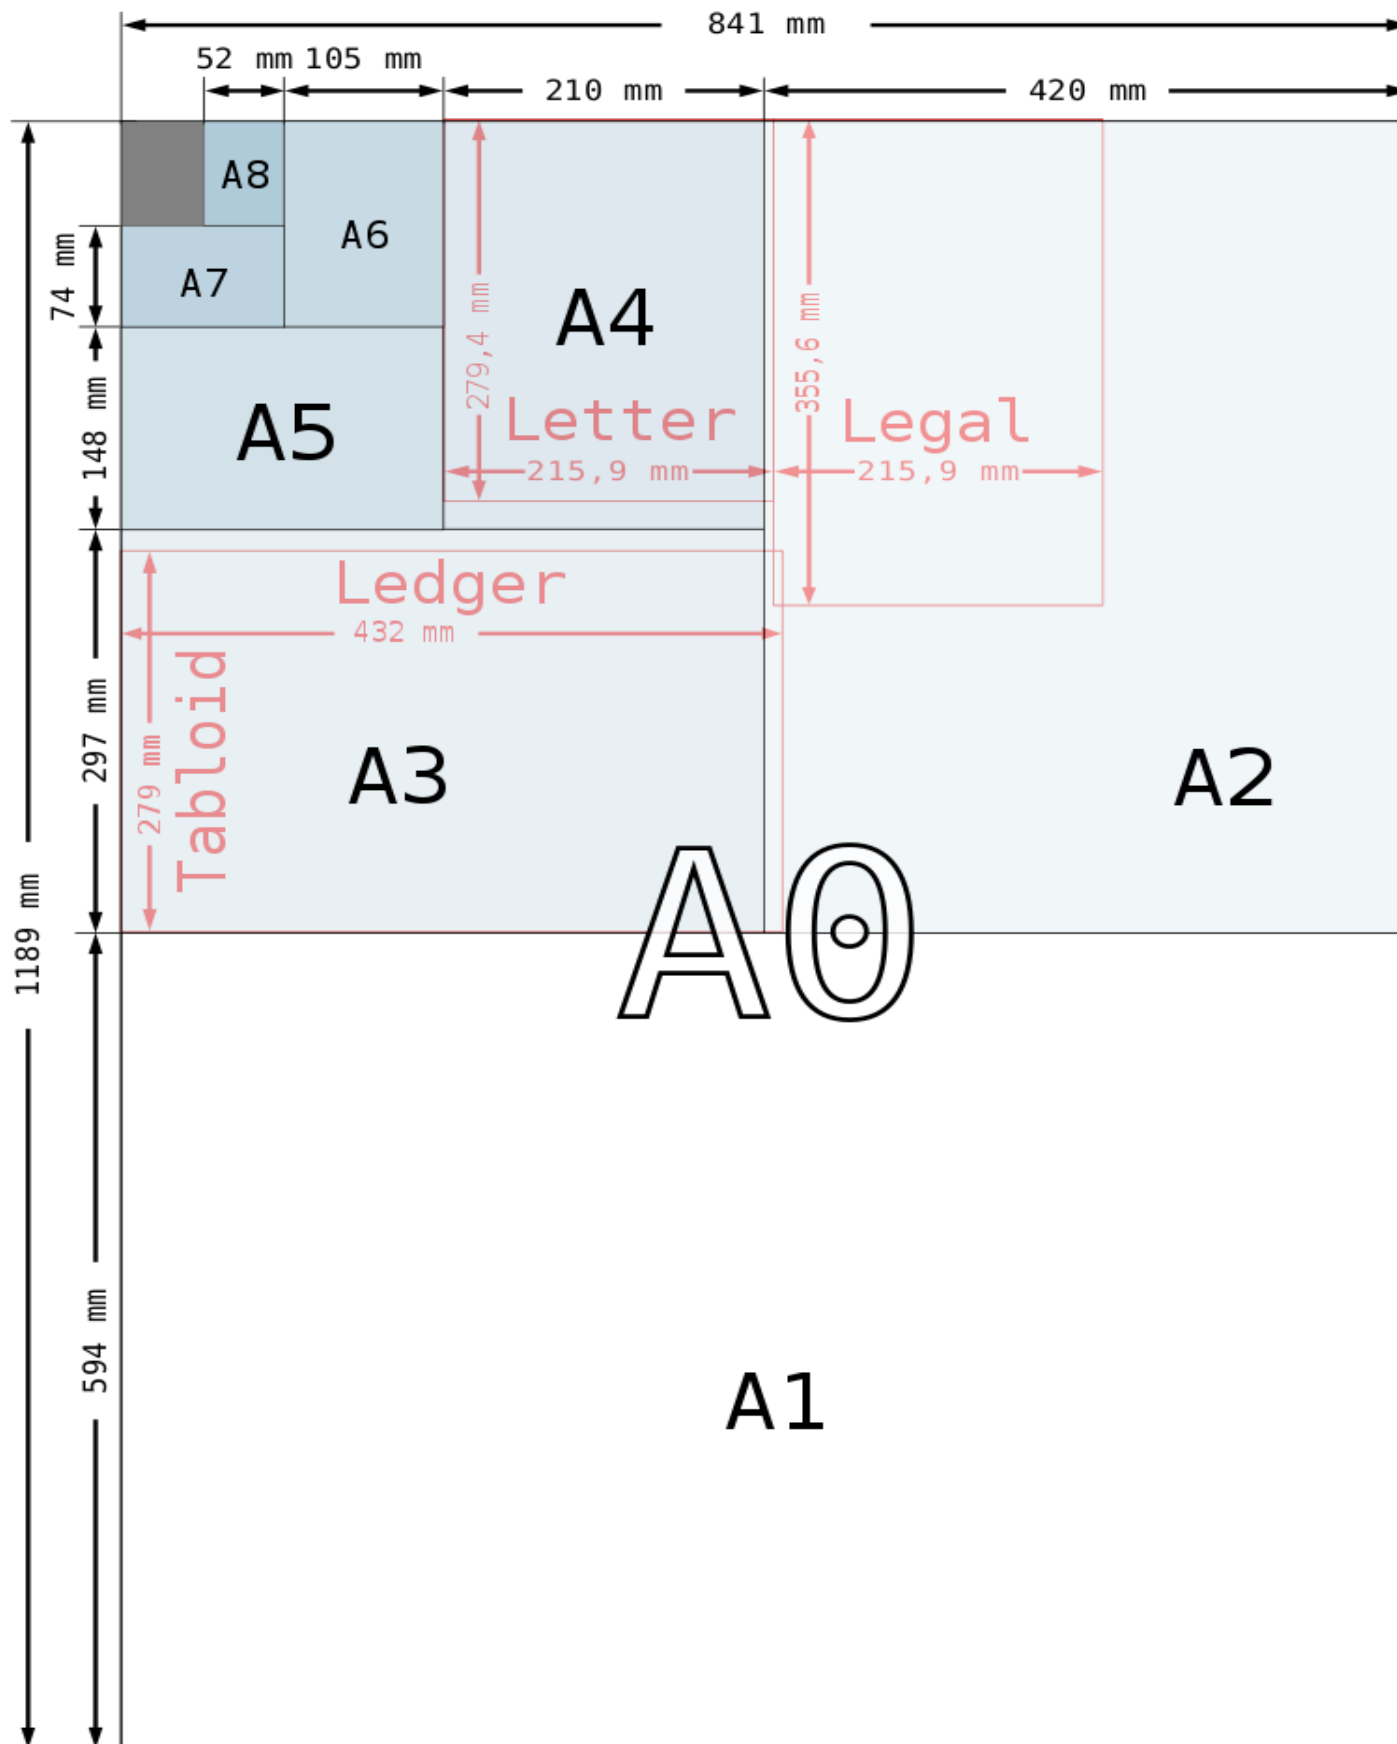 841 mm
52 mm
105 mm
210 mm
420 mm
A8
A6
A7
74 mm
A4
279,4 mm
Letter
215,9 mm
355,6 mm
Legal
215,9 mm
A5
148 mm
Ledger
432 mm
Tabloid
279 mm
297 mm
A3
A2
A0
1189 mm
594 mm
A1